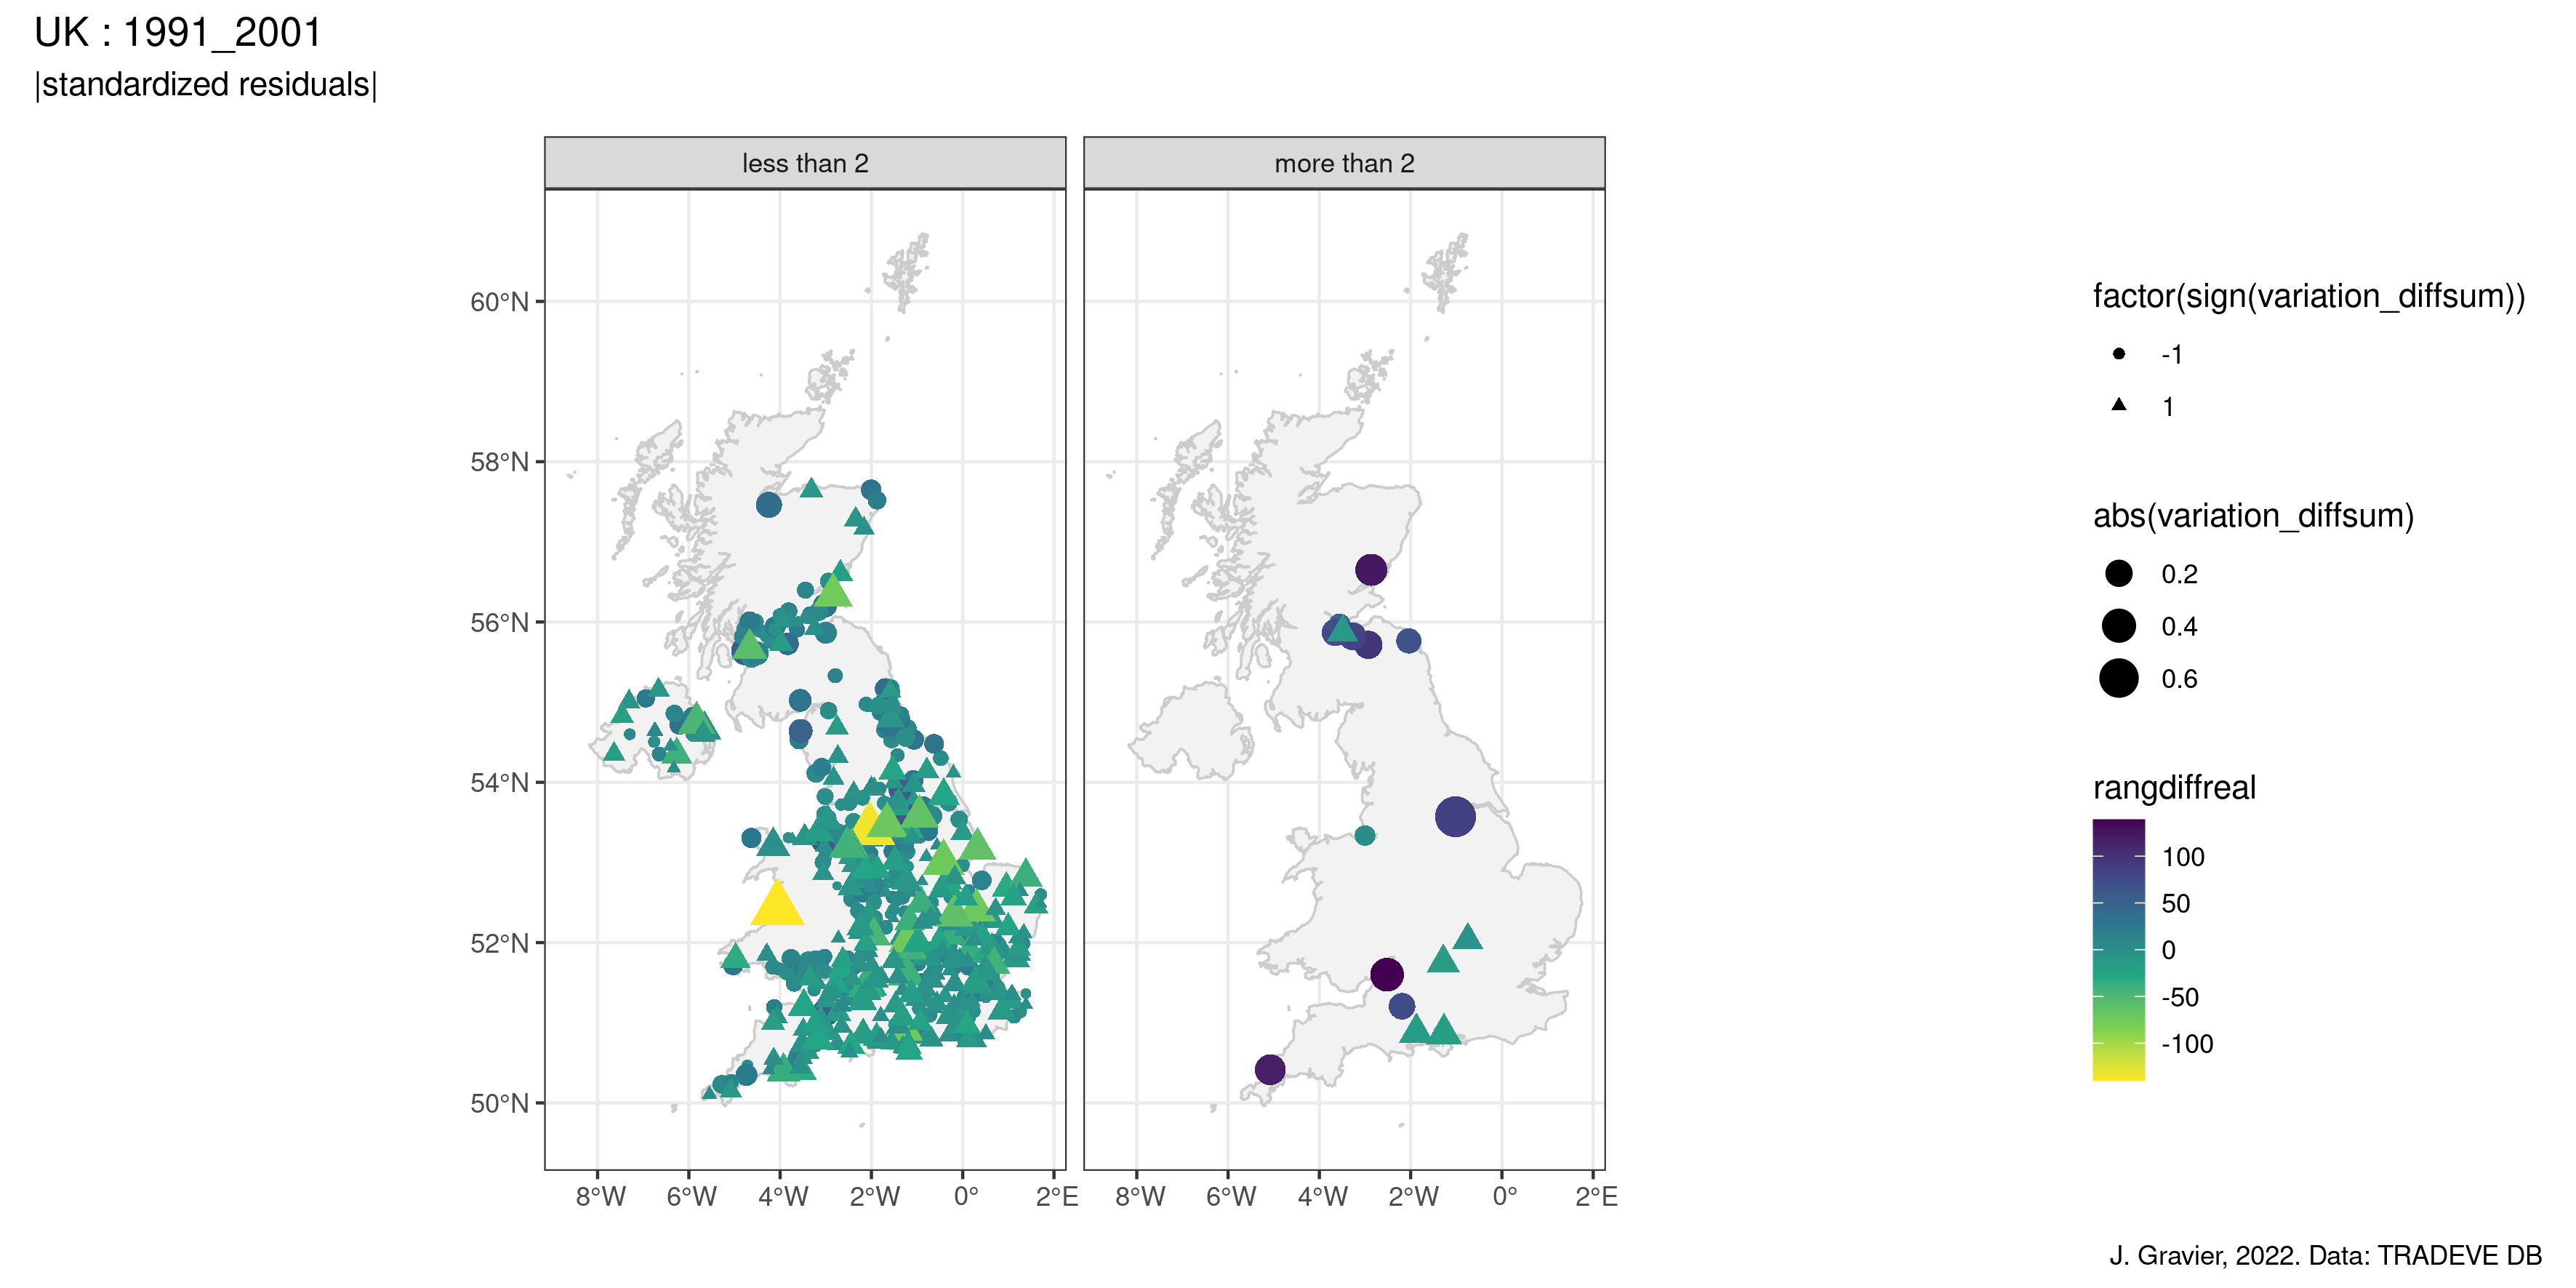 UK : 1991_2001
|standardized residuals|
less than 2
more than 2
60°N
58°N
56°N
54°N
52°N
50°N
8°W 6°W 4°W 2°W 0° 2°E
8°W 6°W 4°W 2°W 0° 2°E
factor(sign(variation_diffsum))
-1
1
abs(variation_diffsum)
0.2
0.4
0.6
rangdiffreal
100
50
0
-50
-100
J. Gravier, 2022. Data: TRADEVE DB